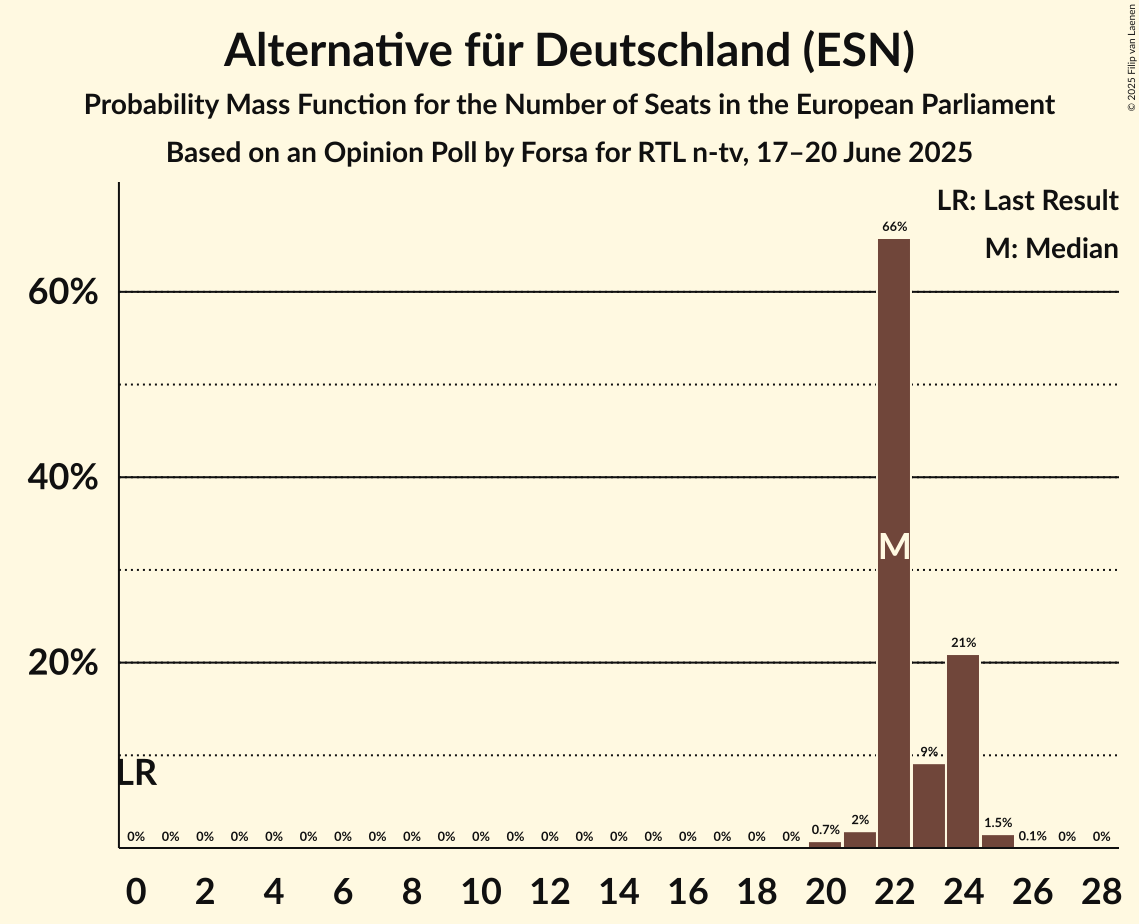 Alternative für Deutschland (ESN)
Probability Mass Function for the Number of Seats in the European Parliament
Based on an Opinion Poll by Forsa for RTL n-tv, 17–20 June 2025
© 2025 Filip van Laenen
LR: Last Result
M: Median
66%
60%
40%
M
21%
20%
9%
LR
0% 0% 0% 0% 0% 0% 0% 0% 0% 0% 0% 0% 0% 0% 0% 0% 0% 0% 0% 0% 0.7% 2% 1.5% 0.1% 0% 0%
0 2 4 6 8 10 12 14 16 18 20 22 24 26 28